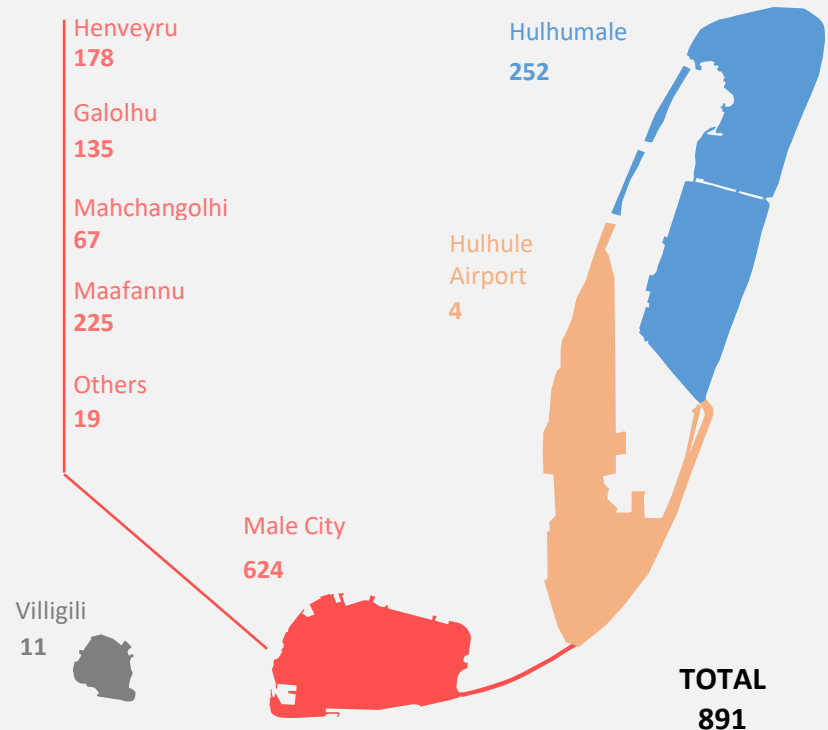 Henveyru
178
Galolhu
135
Mahchangolhi
67
Maafannu
225
Others
19
Hulhumale
252
Hulhule
Airport
4
Male City
624
Villigili
11
TOTAL
891